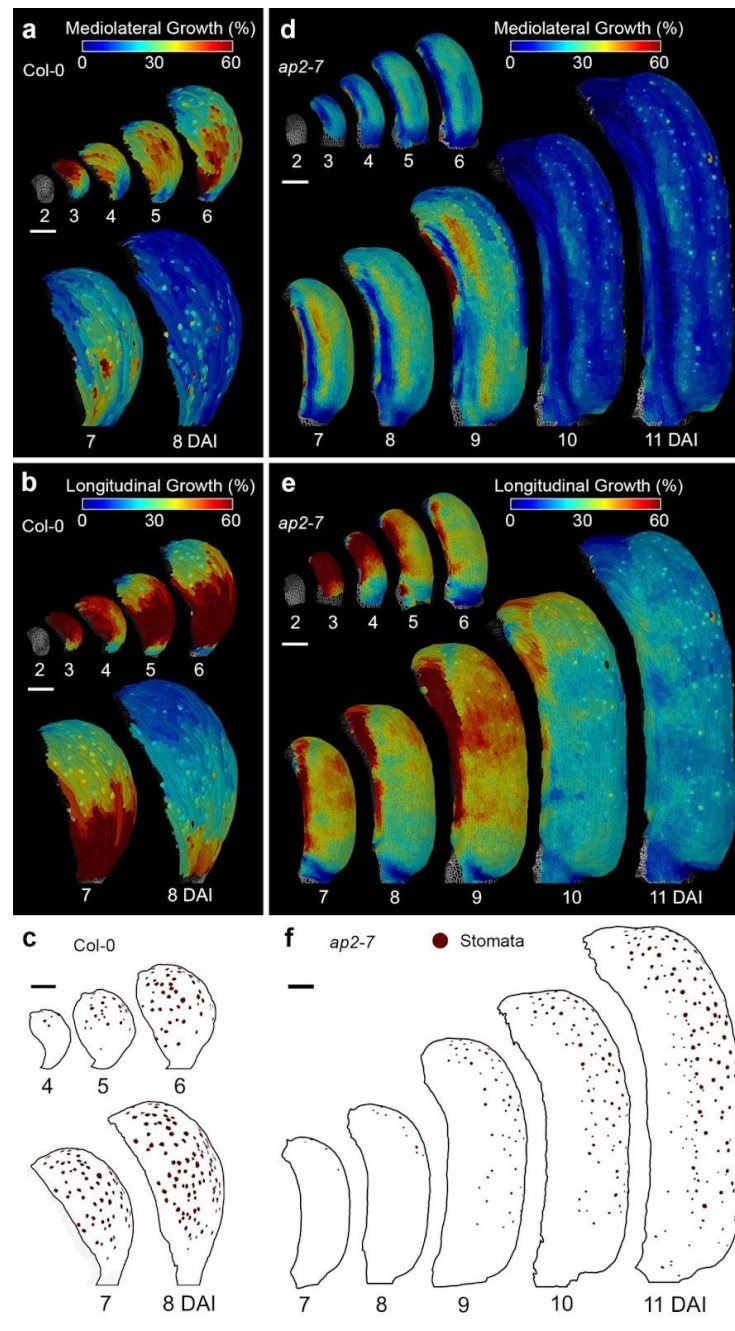 a
Mediolateral Growth (%)
0 30 60
Col-0
2 3 4 5 6
7 8 DAI
d
Mediolateral Growth (%)
0 30 60
ap2-7
2 3 4 5 6
7 8 9 10 11 DAI
b
Longitudinal Growth (%)
0 30 60
Col-0
2 3 4 5 6
7 8 DAI
e
Longitudinal Growth (%)
0 30 60
ap2-7
2 3 4 5 6
7 8 9 10 11 DAI
c Col-0
4 5 6
7 8 DAI
f ap2-7 Stomata
7 8 9 10 11 DAI